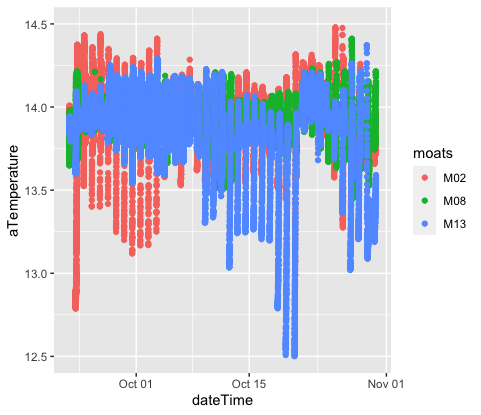 14.5
14.0
13.5
13.0
12.5
aTemperature
Oct 01
Oct 15
Nov 01
dateTime
moats
M02
M08
M13